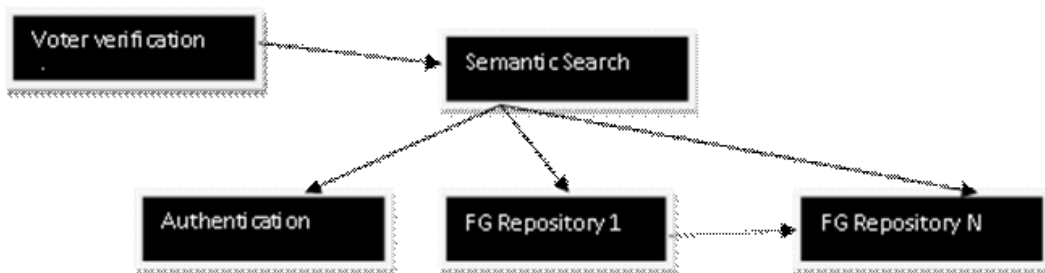 Voter verification
.
Semantic Search
Authentication
FG Repository 1
FG Repository N